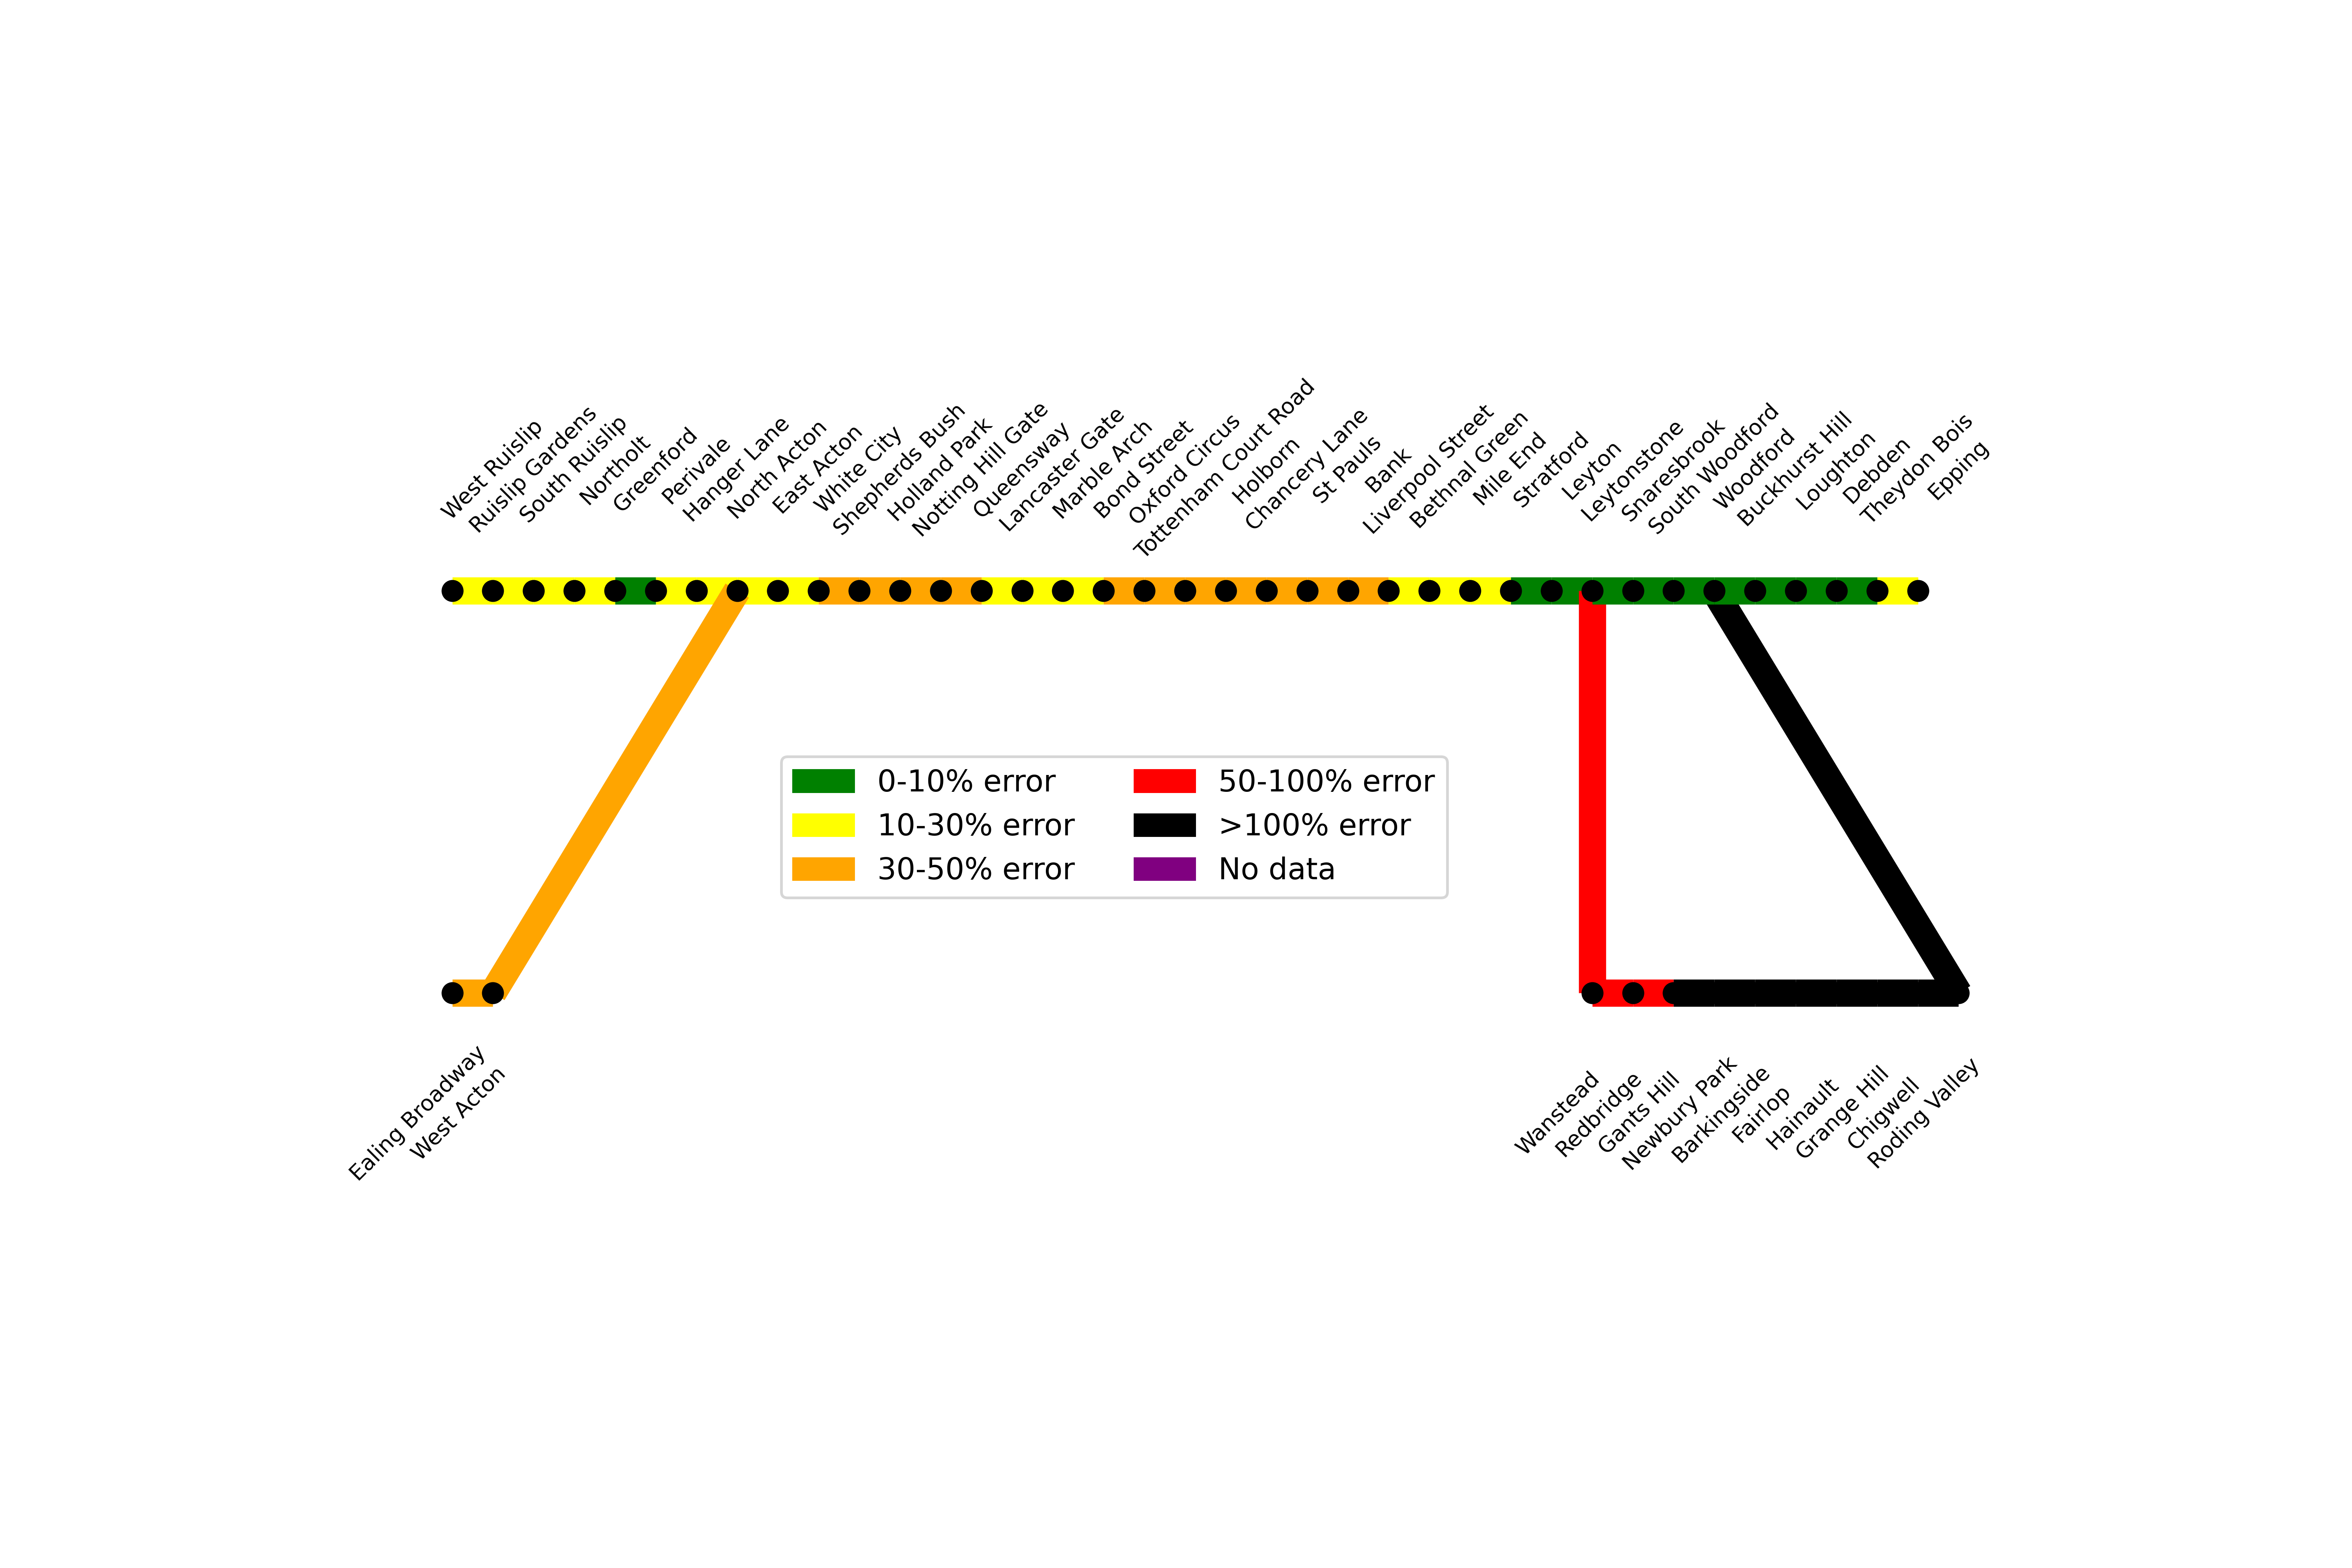 West Ruislip
Ruislip Gardens
South Ruislip
Northolt
Greenford
Perivale
Hanger Lane
North Acton
East Acton
White City
Shepherds Bush
Holland Park
Notting Hill Gate
Queensway
Lancaster Gate
Marble Arch
Bond Street
Oxford Circus
Tottenham Court Road
Holborn
Chancery Lane
St Pauls
Bank
Liverpool Street
Bethnal Green
Mile End
Stratford
Leyton
Leytonstone
Snaresbrook
South Woodford
Woodford
Buckhurst Hill
Loughton
Debden
Theydon Bois
Epping
0-10% error
10-30% error
30-50% error
50-100% error
>100% error
No data
Ealing Broadway
West Acton
Wanstead
Redbridge
Gants Hill
Newbury Park
Barkingside
Fairlop
Hainault
Grange Hill
Chigwell
Roding Valley